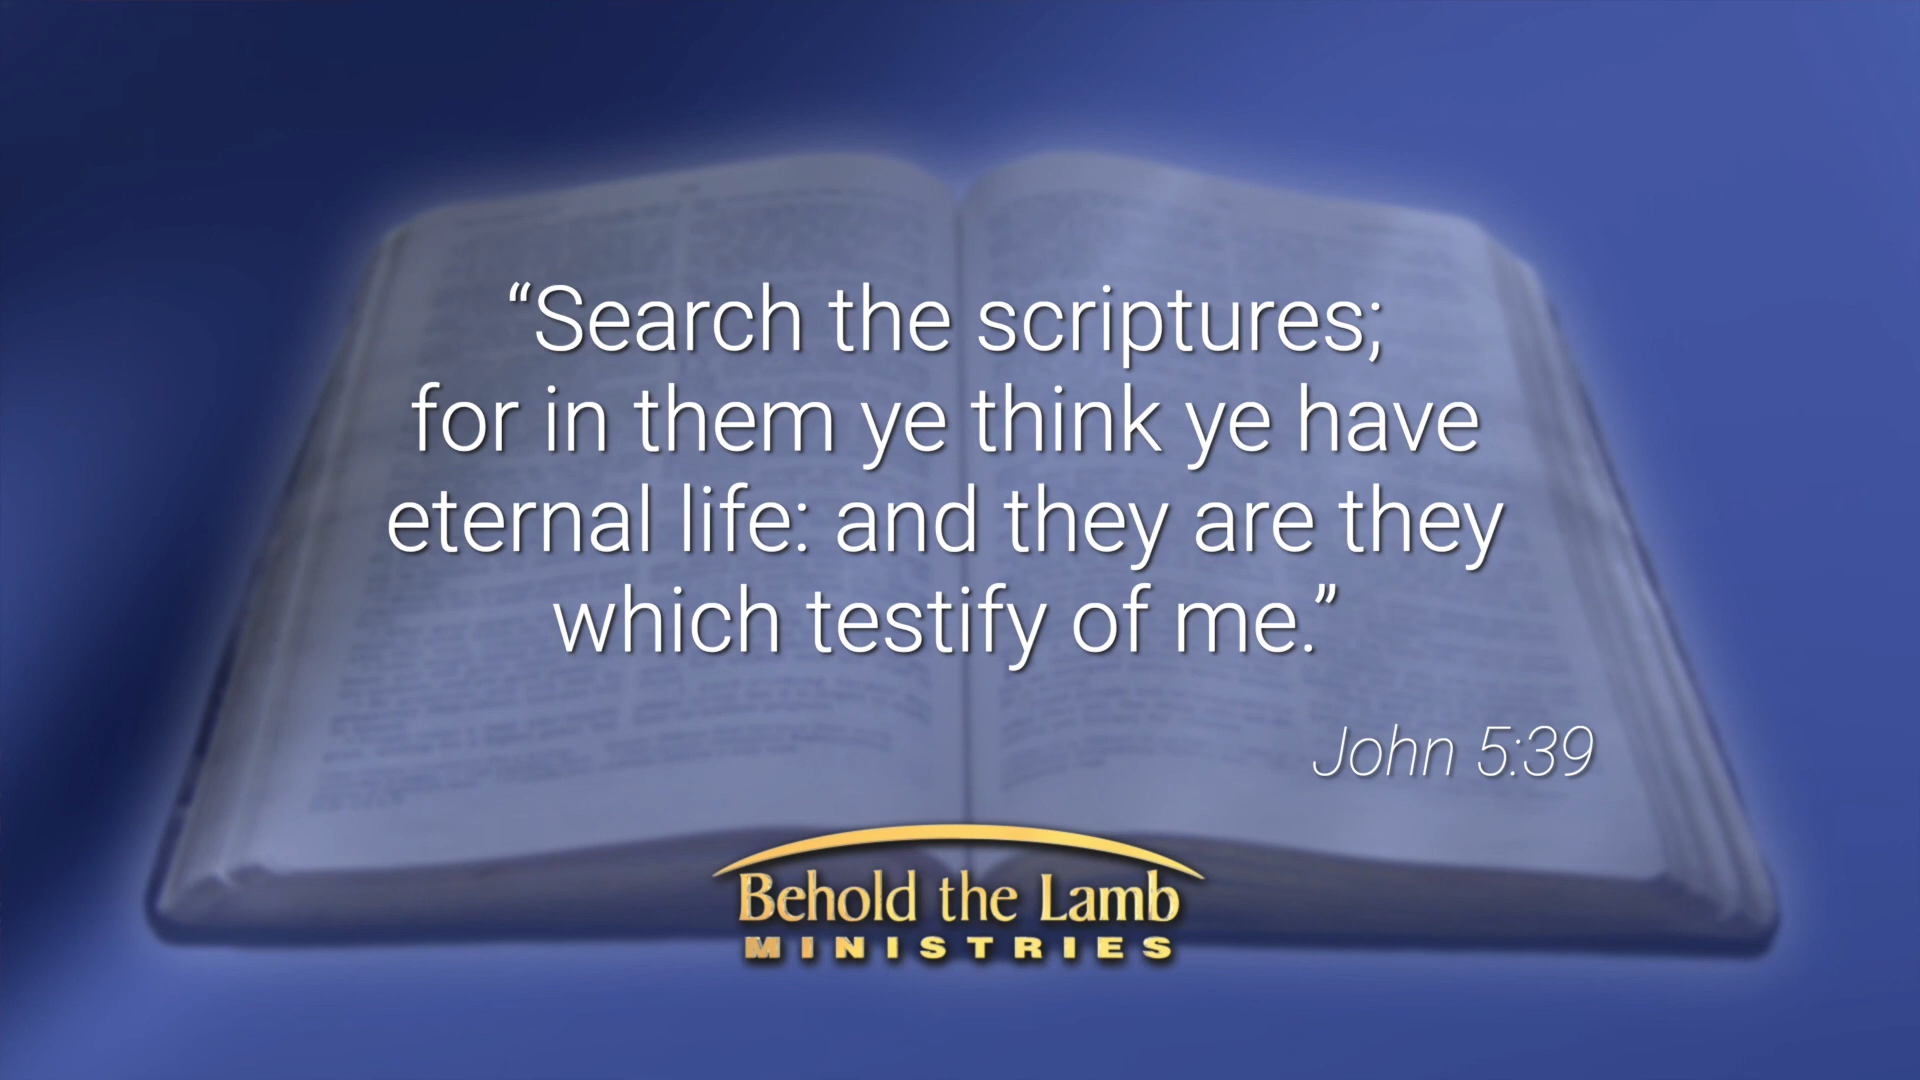 “Search the scriptures;
for in them ye think ye have
eternal life: and they are they
which testify of me.”
John 5:39
Behold the Lamb
MINISTRIES